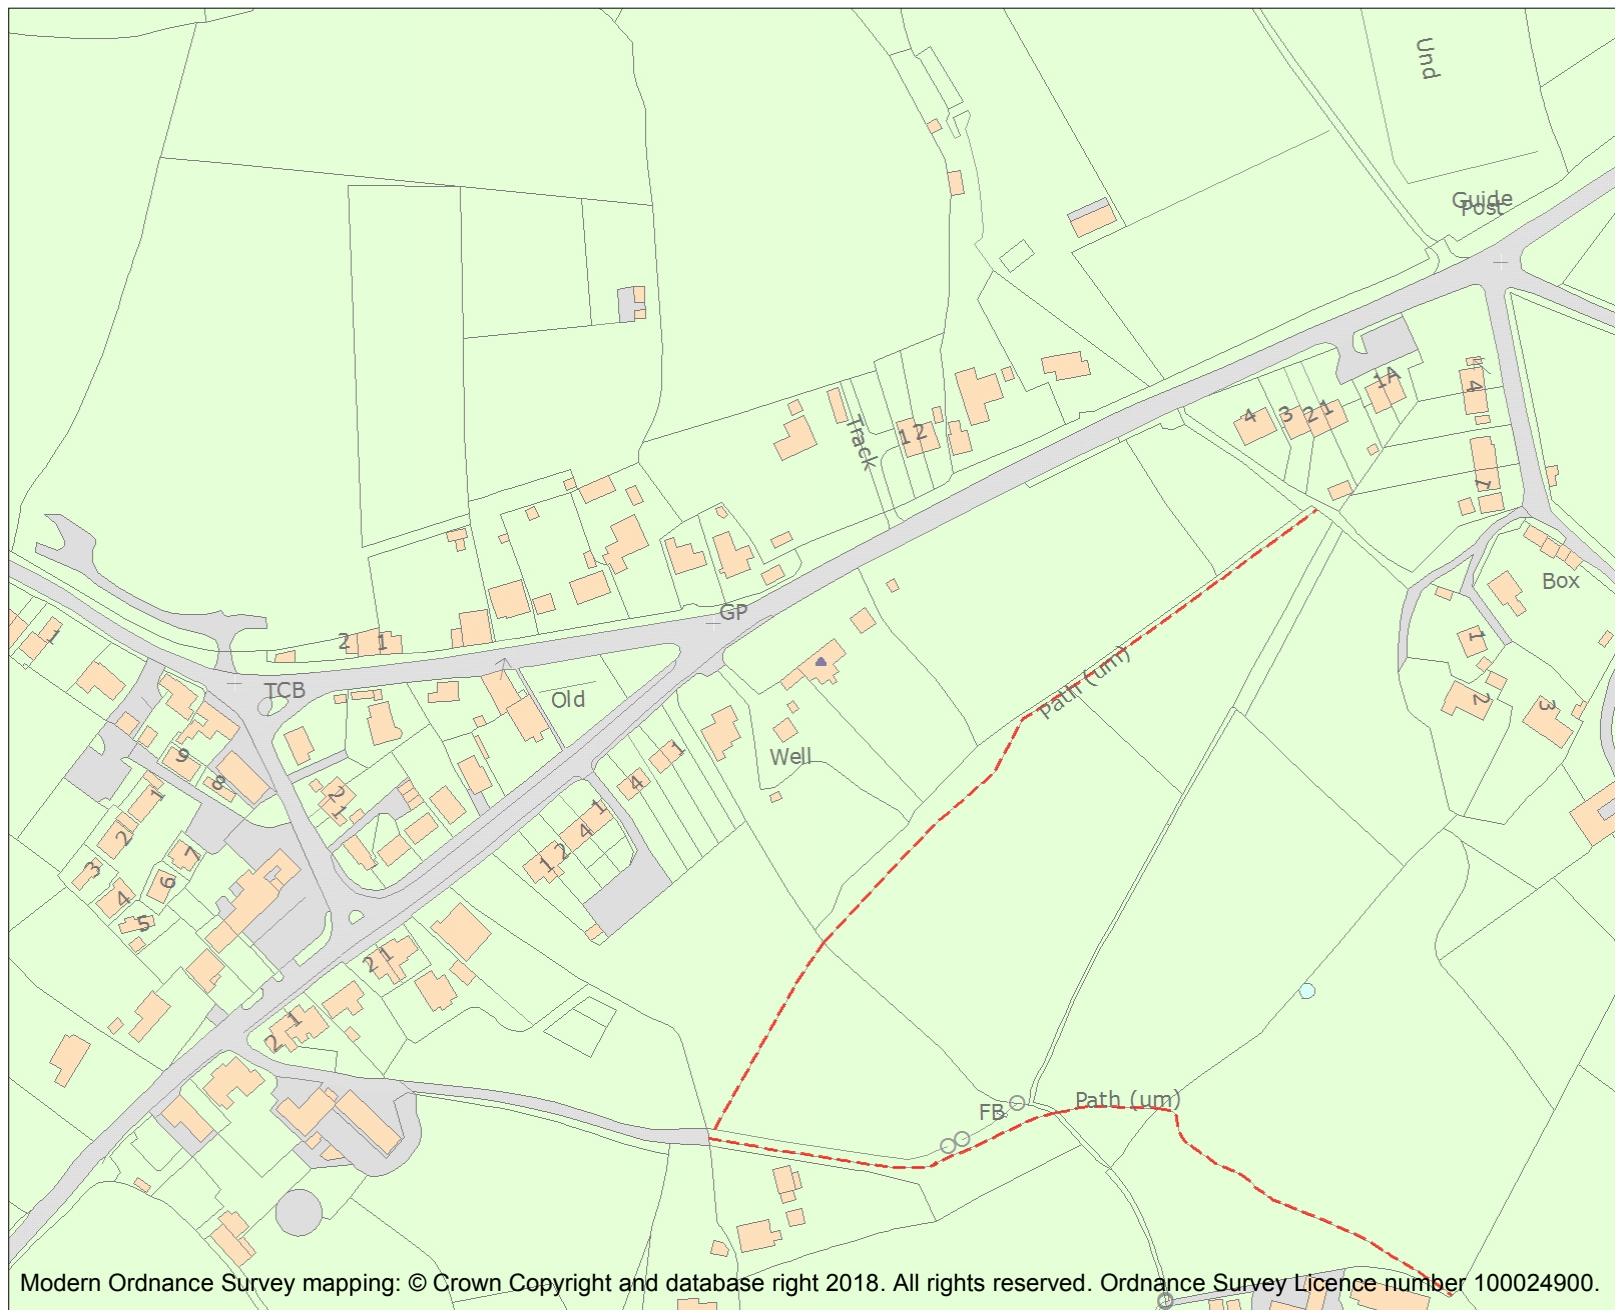 Und
Guide
Post
1A
4
4
3
2
1
Track
1
2
1
Box
GP
1
2
1
TCB
Old
Path (um)
1
2
3
1
Well
4
9
8
2
1
1
1
4
2
7
3
1
2
6
4
5
2
1
1
2
Path (um)
FB
Modern Ordnance Survey mapping: © Crown Copyright and database right 2018. All rights reserved. Ordnance Survey Licence number 100024900.